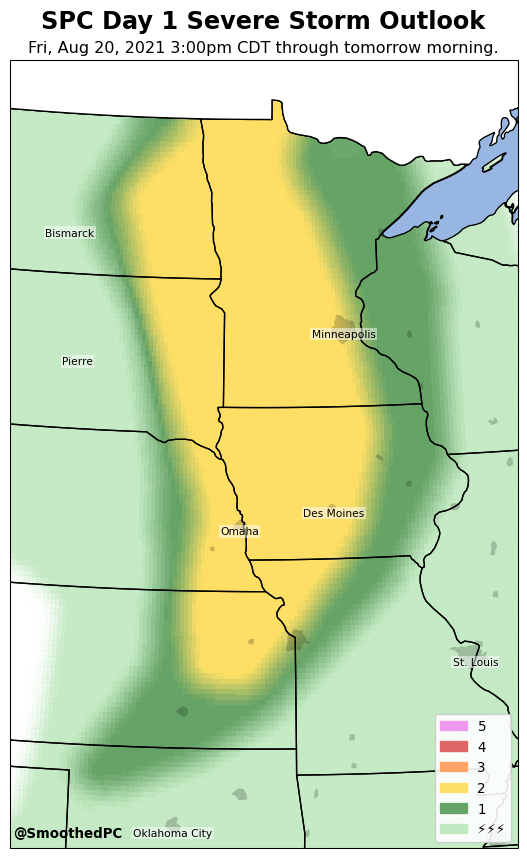 SPC Day 1 Severe Storm Outlook
Fri, Aug 20, 2021 3:00pm CDT through tomorrow morning.
Bismarck
Minneapolis
Pierre
Des Moines
Omaha
St. Louis
5
4
3
2
1
⚡⚡⚡
@SmoothedPC
Oklahoma City